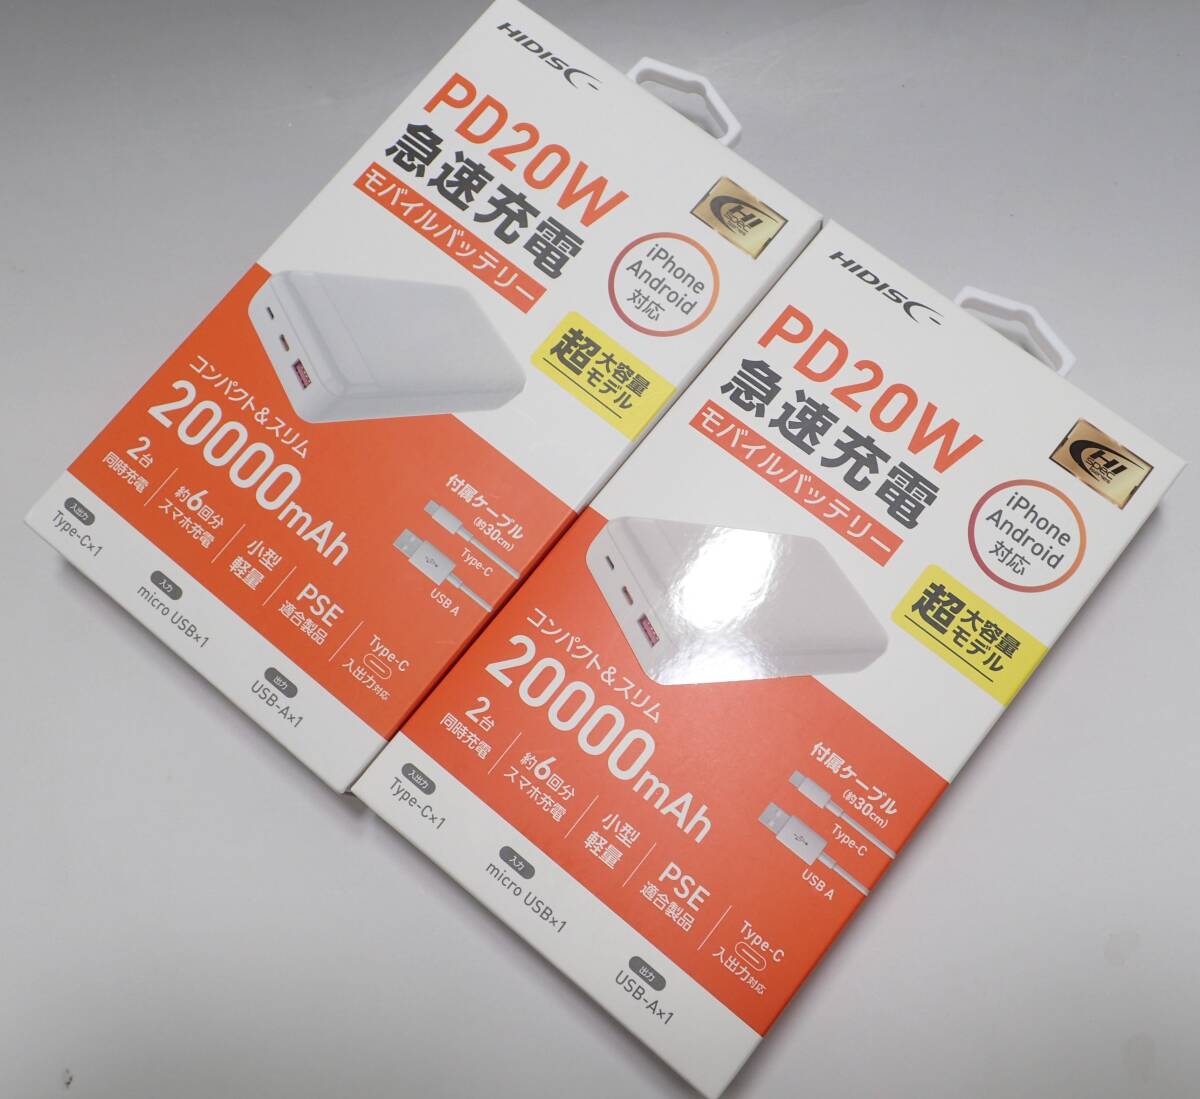 HIDISC
PD20W
急速充電
モバイルバッテリー
HI
Spec
series
iPhone
Android
対応
超大容量
モデル
コンパクト&スリム
20000mAh
2台
同時充電
約6回分
スマホ充電
小型
軽量
PSE
適合製品
Type-C
入出力対応
付属ケーブル
(約30cm)
Type-C
USB A
入出力
Type-C×1
入力
micro USB×1
出力
USB-A×1
HIDISC
PD20W
急速充電
モバイルバッテリー
HI
Spec
series
iPhone
Android
対応
超大容量
モデル
コンパクト&スリム
20000mAh
2台
同時充電
約6回分
スマホ充電
小型
軽量
PSE
適合製品
Type-C
入出力対応
付属ケーブル
(約30cm)
Type-C
USB A
入出力
Type-C×1
入力
micro USB×1
出力
USB-A×1